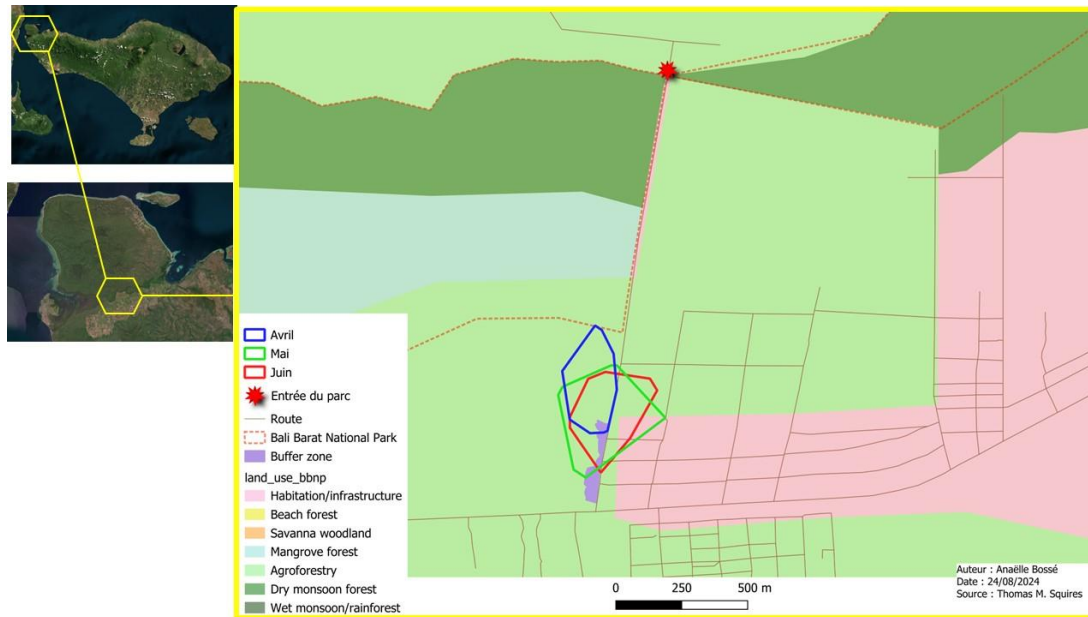 Avril
Mai
Juin
Entrée du parc
Route
Bali Barat National Park
Buffer zone
land_use_bbnp
Habitation/infrastructure
Beach forest
Savanna woodland
Mangrove forest
Agroforestry
Dry monsoon forest
Wet monsoon/rainforest
0 250 500 m
Auteur : Anaëlle Bossé
Date : 24/08/2024
Source : Thomas M. Squires